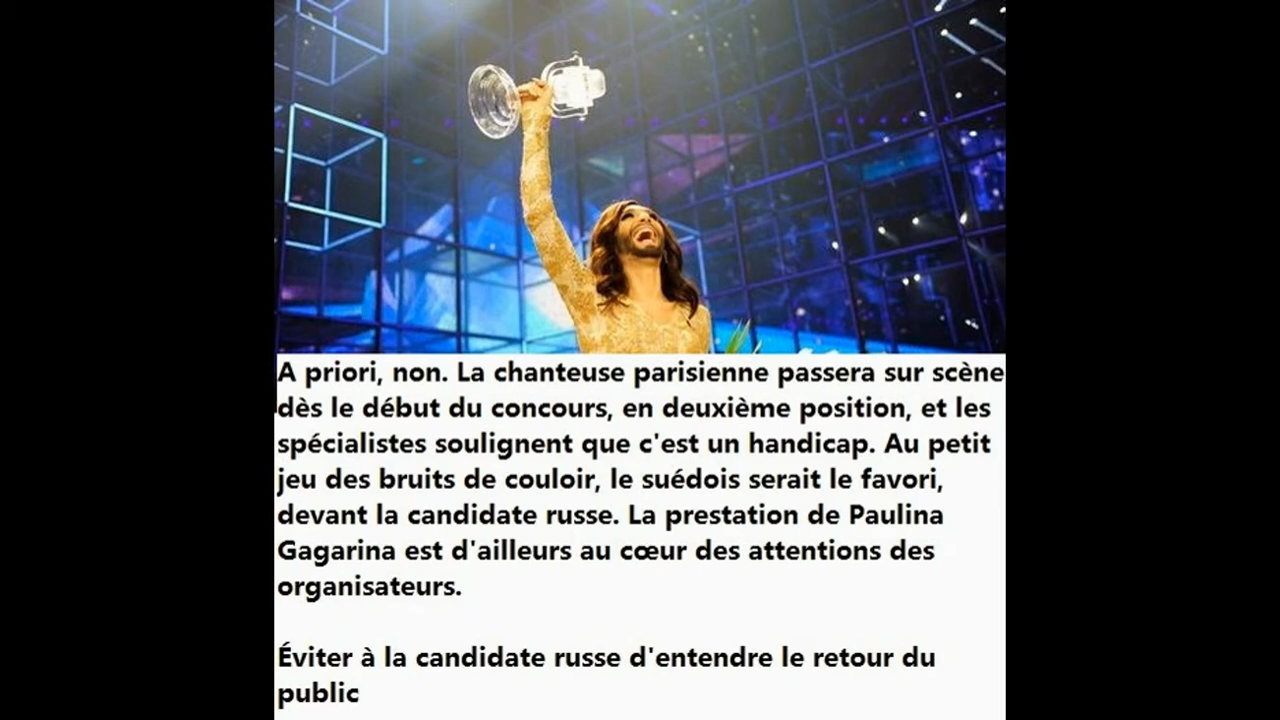 A priori, non. La chanteuse parisienne passera sur scène
dès le début du concours, en deuxième position, et les
spécialistes soulignent que c'est un handicap. Au petit
jeu des bruits de couloir, le suédois serait le favori,
devant la candidate russe. La prestation de Paulina
Gagarina est d'ailleurs au cœur des attentions des
organisateurs.
Éviter à la candidate russe d'entendre le retour du
public